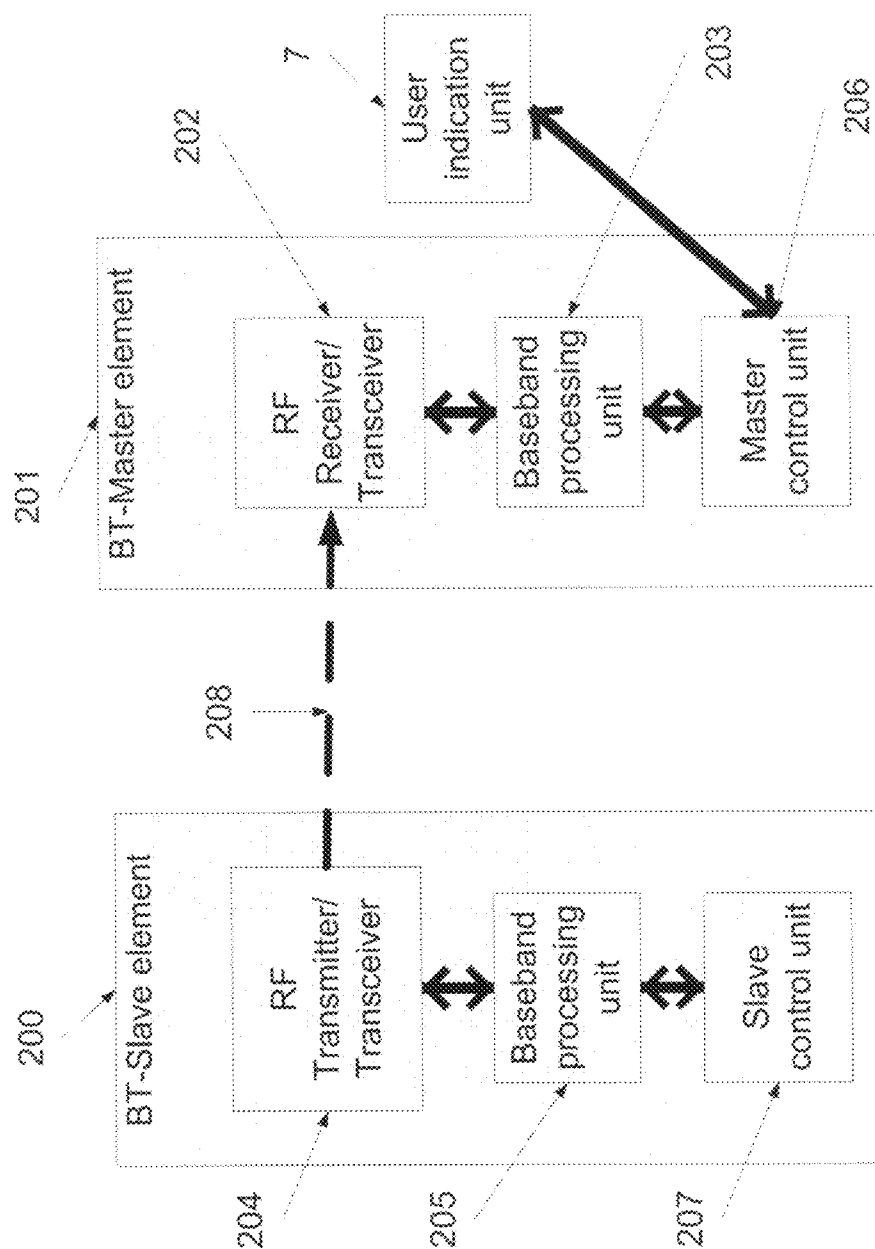 200
BT-Slave element
204
RF
Transmitter/
Transceiver
205
Baseband
processing
unit
207
Slave
control unit
208
201
BT-Master element
202
RF
Receiver/
Transceiver
203
Baseband
processing
unit
206
Master
control unit
7
User
indication
unit